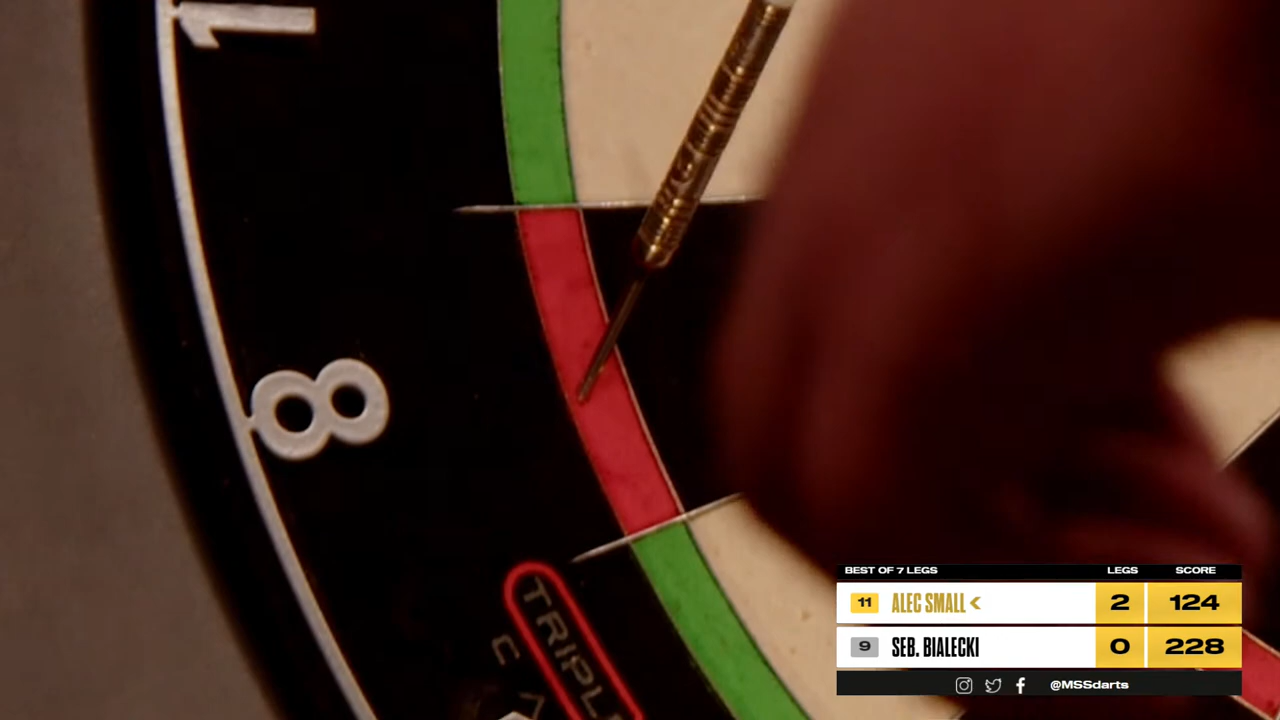 1
8
TRIPL
BEST OF 7 LEGS LEGS SCORE
11 ALEC SMALL < 2 124
9 SEB. BIALECKI 0 228
@MSSdarts